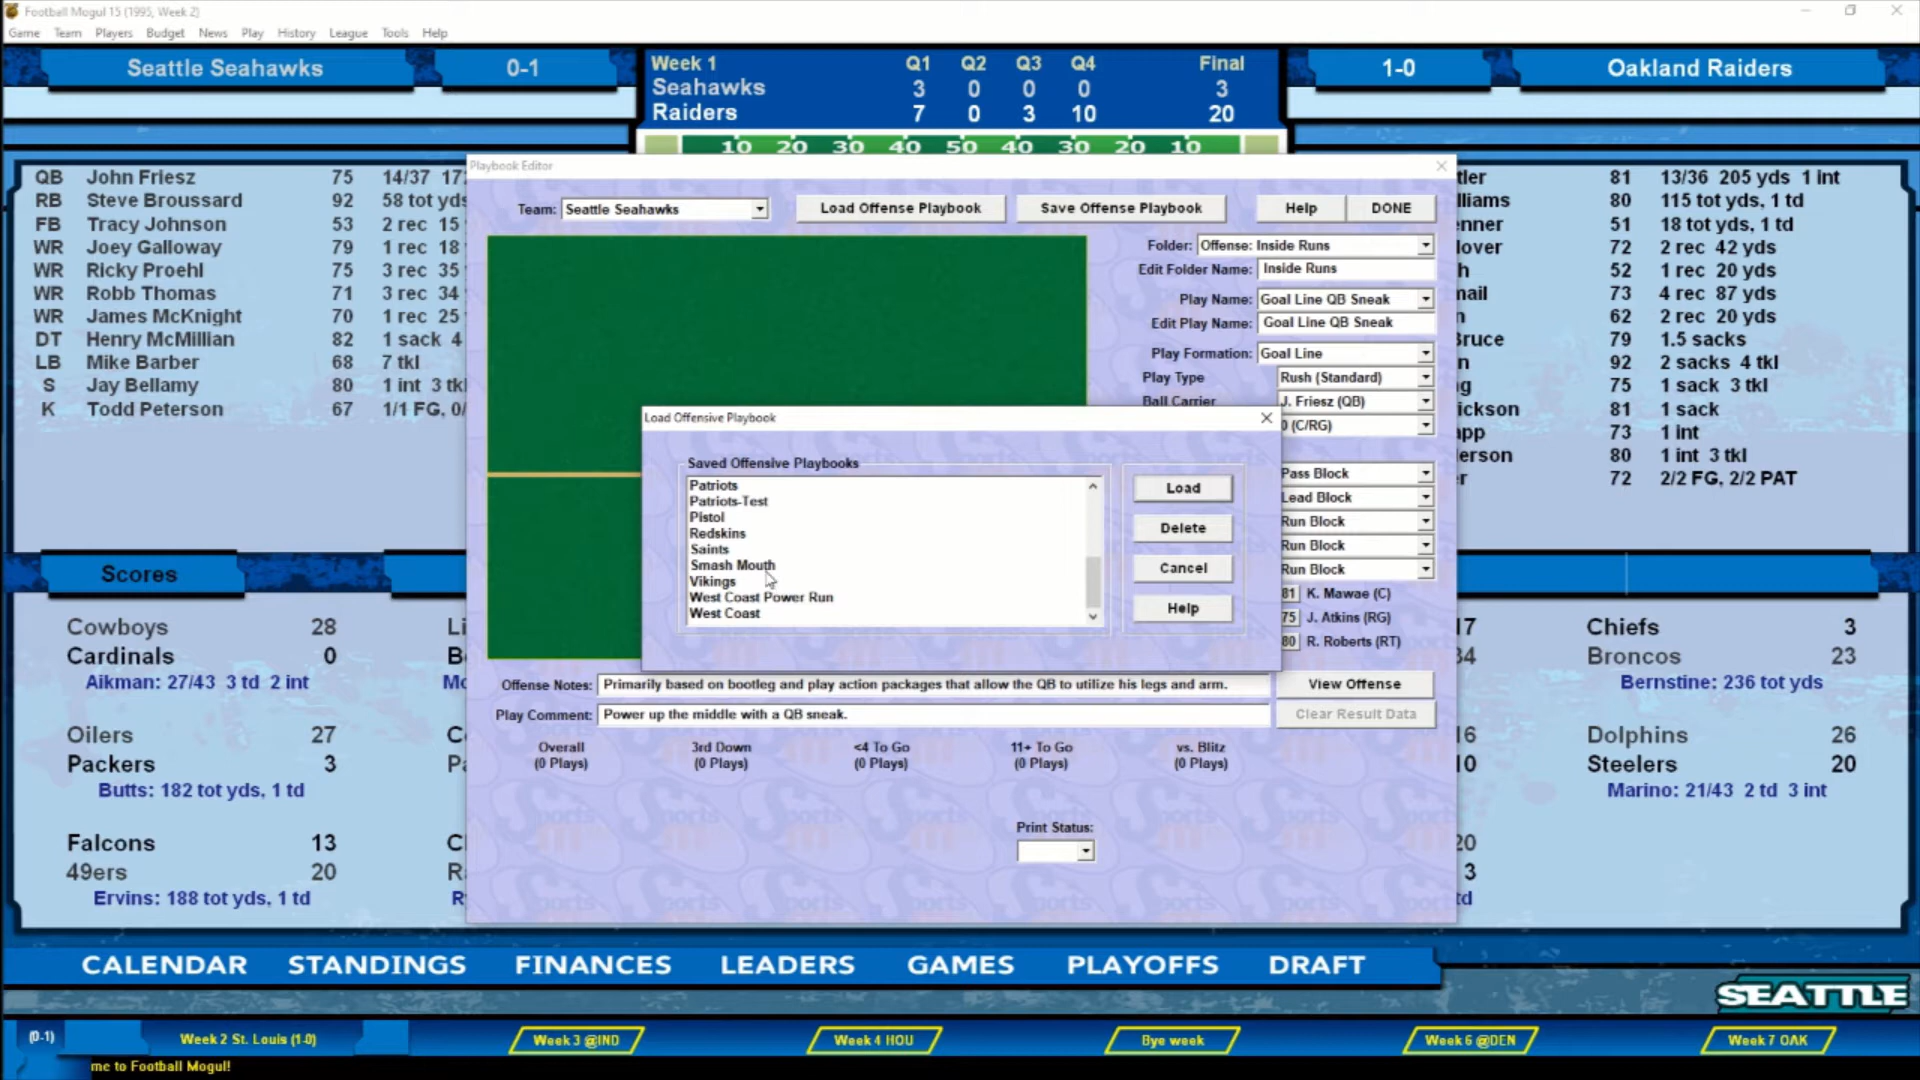 Football Mogul 15 (1995, Week 2)
Game Team Players Budget News Play History League Tools Help
Seattle Seahawks 0-1
Week 1 Q1 Q2 Q3 Q4 Final
Seahawks 3 0 0 0 3
Raiders 7 0 3 10 20
1-0 Oakland Raiders
10 20 30 40 50 40 30 20 10
QB John Friesz 75 14/37
RB Steve Broussard 92 58 tot yds
FB Tracy Johnson 53 2 rec 15
WR Joey Galloway 79 1 rec 18
WR Ricky Proehl 75 3 rec 35
WR Robb Thomas 71 3 rec 34
WR James McKnight 70 1 rec 25
DT Henry McMillian 82 1 sack 4
LB Mike Barber 68 7 tkl
S Jay Bellamy 80 1 int 3 tkl
K Todd Peterson 67 1/1 FG, 0/
Playbook Editor
Team: Seattle Seahawks
Load Offense Playbook Save Offense Playbook Help DONE
Folder: Offense: Inside Runs
Edit Folder Name: Inside Runs
Play Name: Goal Line QB Sneak
Edit Play Name: Goal Line QB Sneak
Play Formation: Goal Line
Play Type Rush (Standard)
Ball Carrier J. Friesz (QB)
0 (C/RG)
Pass Block
Lead Block
Run Block
Run Block
Run Block
81 K. Mawae (C)
75 J. Atkins (RG)
80 R. Roberts (RT)
Load Offensive Playbook
Saved Offensive Playbooks
Patriots
Patriots-Test
Pistol
Redskins
Saints
Smash Mouth
Vikings
West Coast Power Run
West Coast
Load
Delete
Cancel
Help
Offense Notes: Primarily based on bootleg and play action packages that allow the QB to utilize his legs and arm.
View Offense
Play Comment: Power up the middle with a QB sneak.
Clear Result Data
Overall 3rd Down <4 To Go 11+ To Go vs. Blitz
(0 Plays) (0 Plays) (0 Plays) (0 Plays) (0 Plays)
Print Status:
tler 81 13/36 205 yds 1 int
lliams 80 115 tot yds, 1 td
enner 51 18 tot yds, 1 td
lover 72 2 rec 42 yds
h 52 1 rec 20 yds
mail 73 4 rec 87 yds
n 62 2 rec 20 yds
Bruce 79 1.5 sacks
n 92 2 sacks 4 tkl
g 75 1 sack 3 tkl
ickson 81 1 sack
app 73 1 int
erson 80 1 int 3 tkl
r 72 2/2 FG, 2/2 PAT
Scores
Cowboys 28
Cardinals 0
Aikman: 27/43 3 td 2 int
Oilers 27
Packers 3
Butts: 182 tot yds, 1 td
Falcons 13
49ers 20
Ervins: 188 tot yds, 1 td
17
34
16
10
20
3
td
Chiefs 3
Broncos 23
Bernstine: 236 tot yds
Dolphins 26
Steelers 20
Marino: 21/43 2 td 3 int
CALENDAR STANDINGS FINANCES LEADERS GAMES PLAYOFFS DRAFT
SEATTLE
(0-1) Week 2 St. Louis (1-0) Week 3 @IND Week 4 HOU Bye week Week 6 @DEN Week 7 OAK
me to Football Mogul!